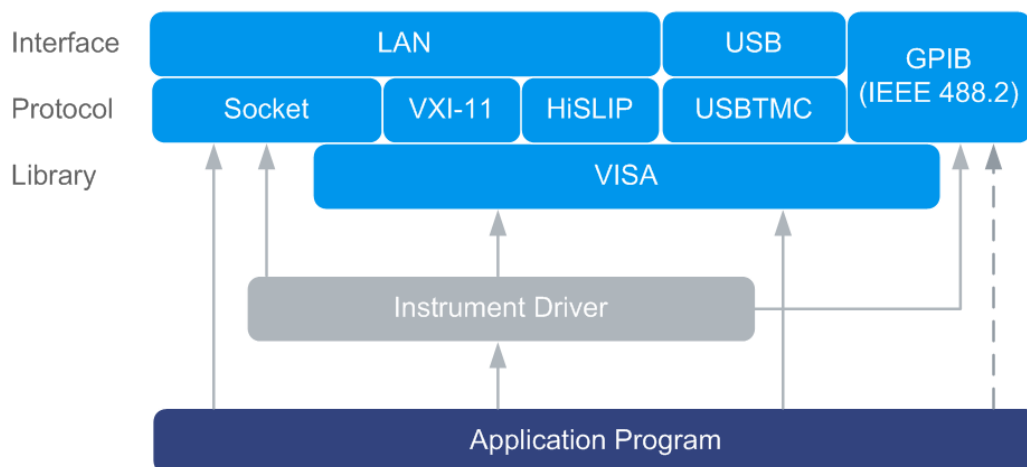 Interface
LAN
USB
GPIB
(IEEE 488.2)
Protocol
Socket
VXI-11
HiSLIP
USBTMC
Library
VISA
Instrument Driver
Application Program